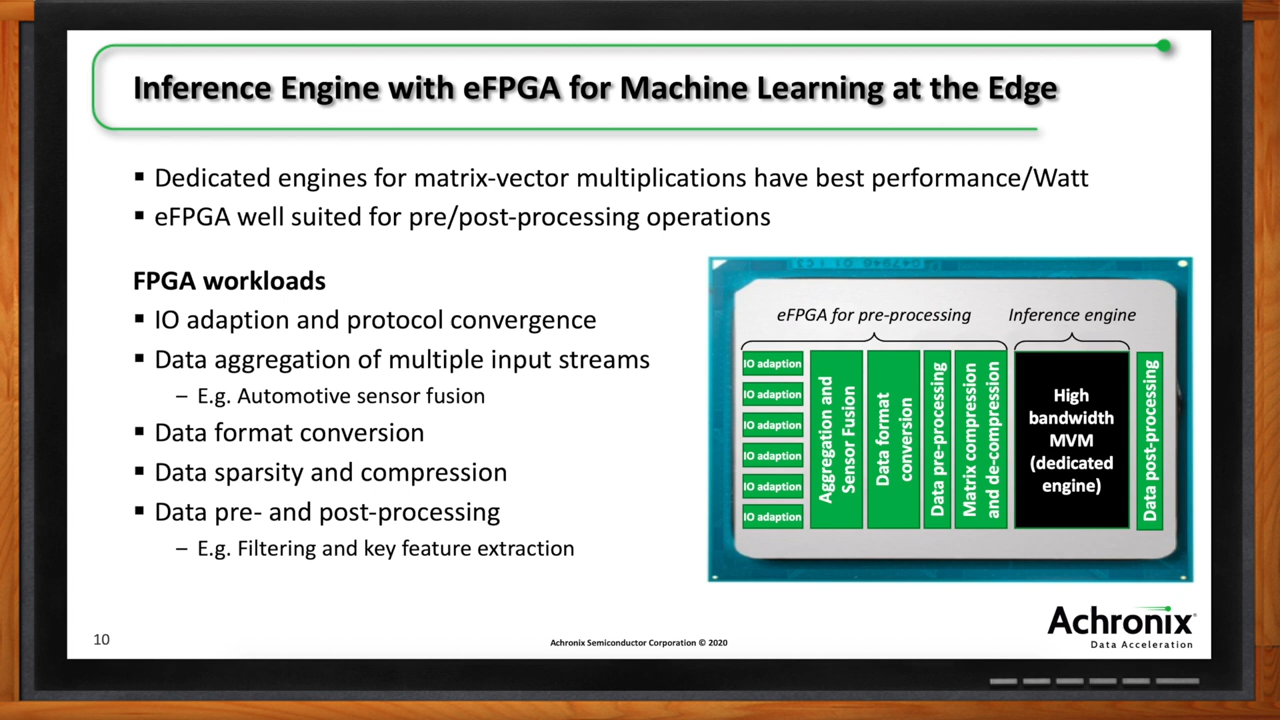 Inference Engine with eFPGA for Machine Learning at the Edge
▪ Dedicated engines for matrix-vector multiplications have best performance/Watt
▪ eFPGA well suited for pre/post-processing operations
FPGA workloads
▪ IO adaption and protocol convergence
▪ Data aggregation of multiple input streams
– E.g. Automotive sensor fusion
▪ Data format conversion
▪ Data sparsity and compression
▪ Data pre- and post-processing
– E.g. Filtering and key feature extraction
eFPGA for pre-processing
Inference engine
IO adaption
IO adaption
IO adaption
IO adaption
IO adaption
IO adaption
Aggregation and
Sensor Fusion
Data format
conversion
Data pre-processing
Matrix compression
and de-compression
High
bandwidth
MVM
(dedicated
engine)
Data post-processing
10
Achronix Semiconductor Corporation © 2020
Achronix®
Data Acceleration